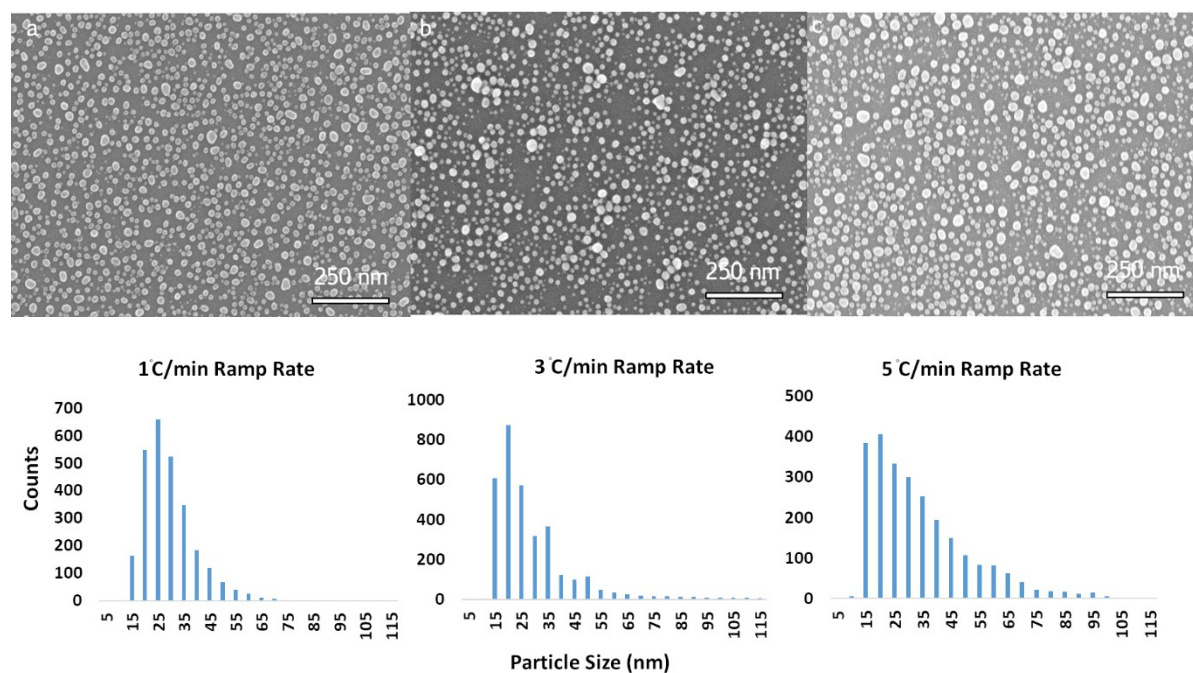 a
b
c
250 nm
250 nm
250 nm
1°C/min Ramp Rate
3°C/min Ramp Rate
5°C/min Ramp Rate
Counts
700
600
500
400
300
200
100
0
5 15 25 35 45 55 65 75 85 95 105 115
1000
800
600
400
200
0
5 15 25 35 45 55 65 75 85 95 105 115
500
400
300
200
100
0
5 15 25 35 45 55 65 75 85 95 105 115
Particle Size (nm)